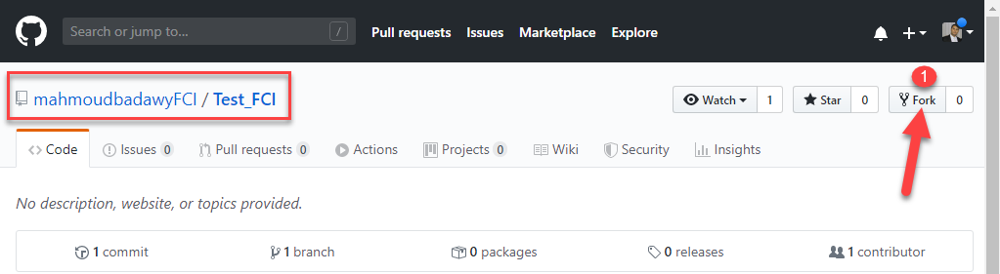 Search or jump to... / Pull requests Issues Marketplace Explore
1
mahmoudbadawyFCI / Test_FCI Watch 1 Star 0 Fork 0
Code Issues 0 Pull requests 0 Actions Projects 0 Wiki Security Insights
No description, website, or topics provided.
1 commit 1 branch 0 packages 0 releases 1 contributor